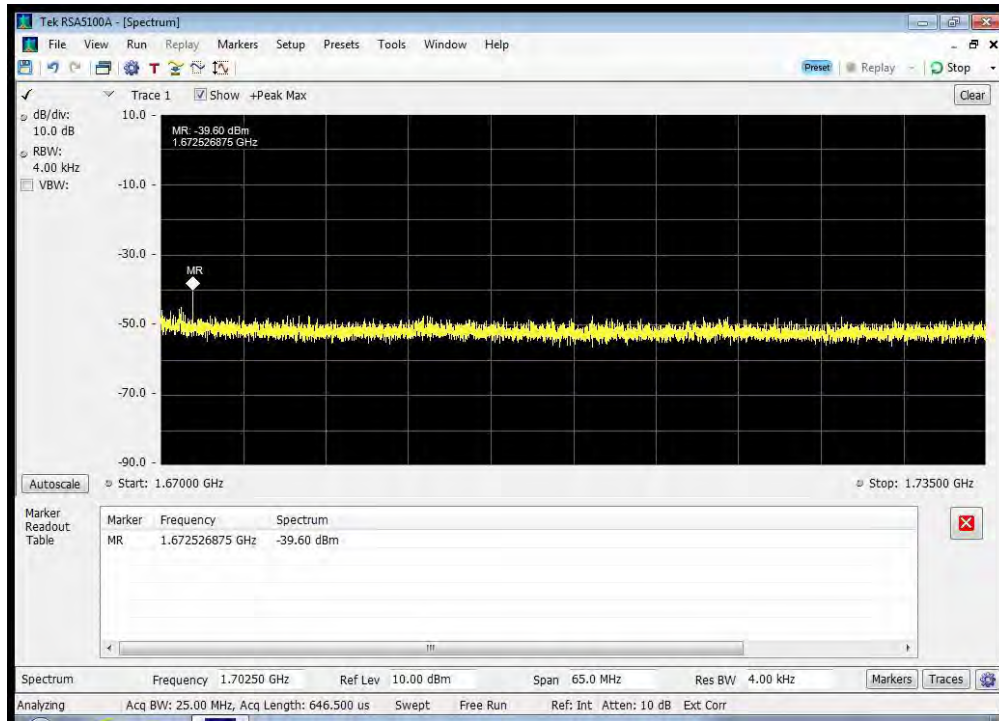 Tek RSA5100A - [Spectrum]
File View Run Replay Markers Setup Presets Tools Window Help
Preset Replay Stop
Trace 1 Show +Peak Max Clear
dB/div:
10.0 dB
RBW:
4.00 kHz
VBW:
10.0
-10.0
-30.0
-50.0
-70.0
-90.0
MR: -39.60 dBm
1.672526875 GHz
MR
Autoscale Start: 1.67000 GHz Stop: 1.73500 GHz
Marker
Readout
Table
Marker Frequency Spectrum
MR 1.672526875 GHz -39.60 dBm
Spectrum Frequency 1.70250 GHz Ref Lev 10.00 dBm Span 65.0 MHz Res BW 4.00 kHz Markers Traces
Analyzing Acq BW: 25.00 MHz, Acq Length: 646.500 us Swept Free Run Ref: Int Atten: 10 dB Ext Corr